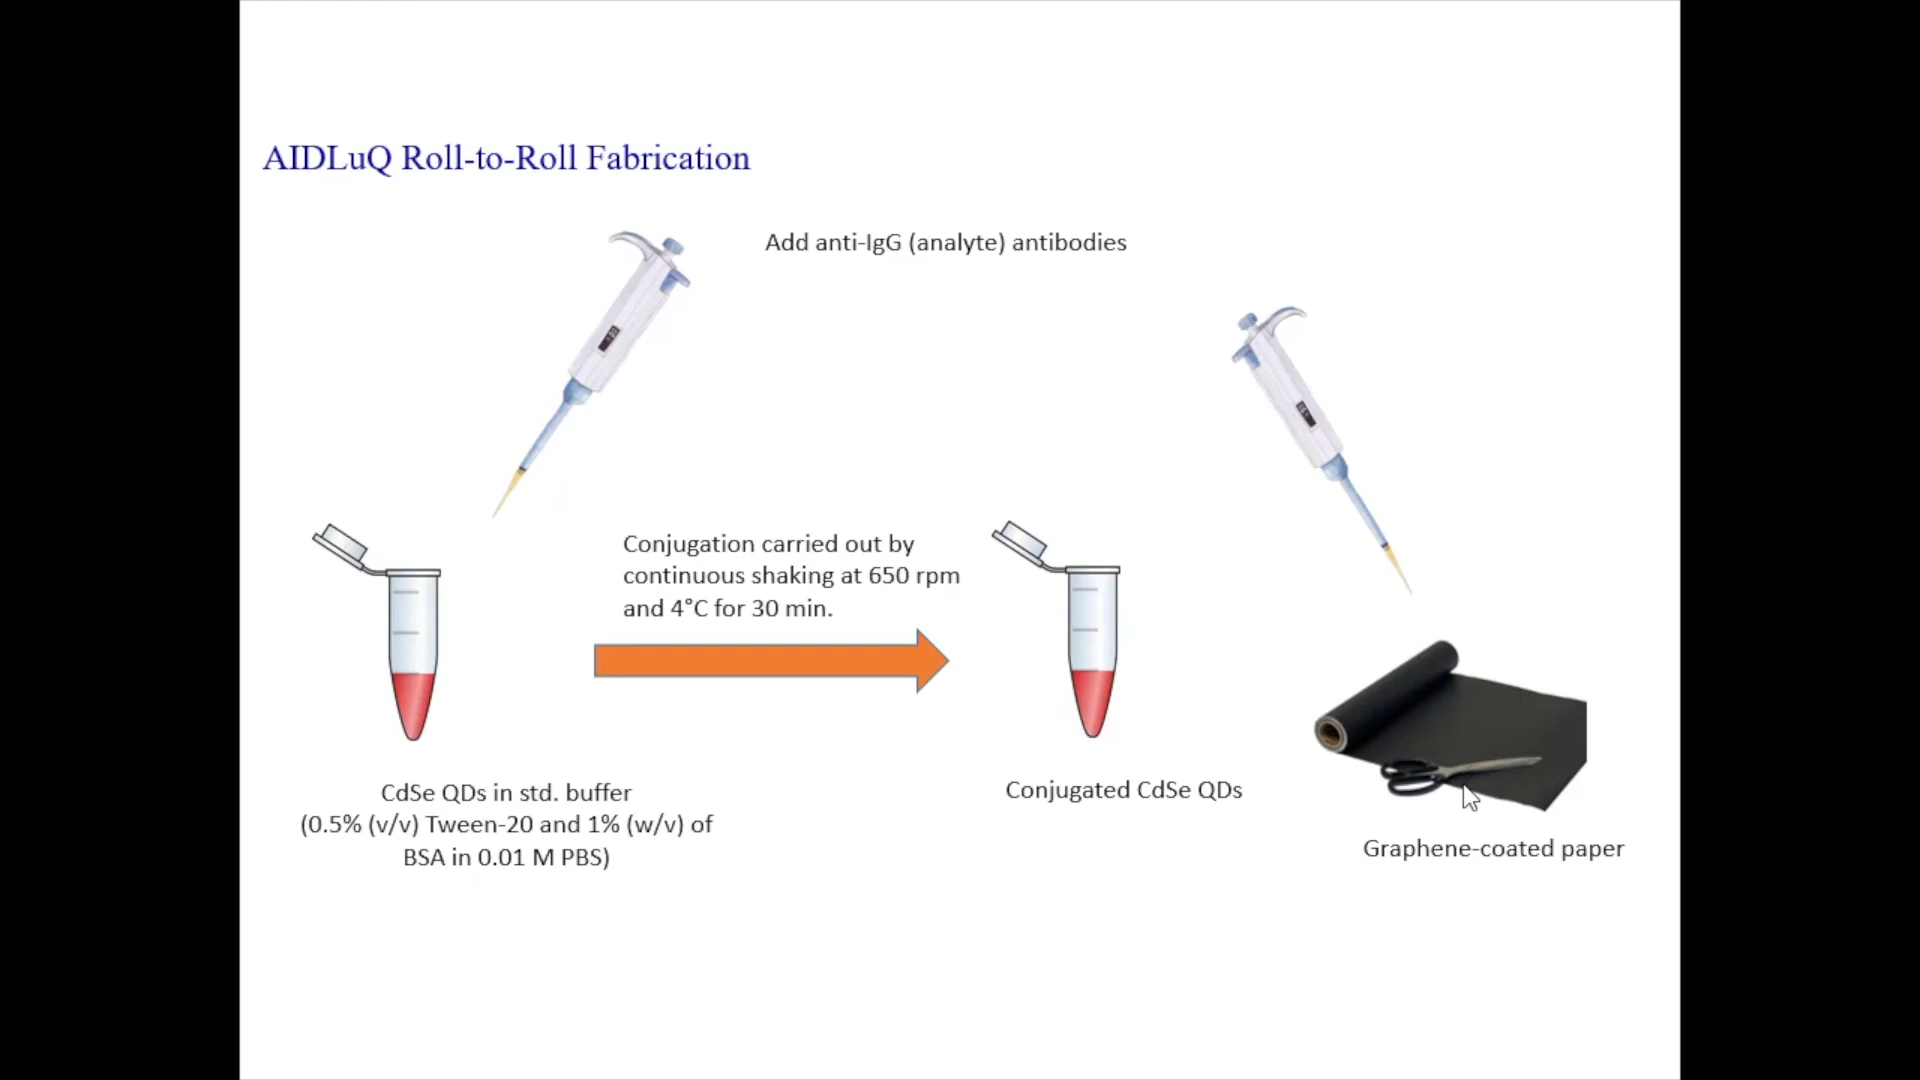 AIDLuQ Roll-to-Roll Fabrication
Add anti-IgG (analyte) antibodies
Conjugation carried out by
continuous shaking at 650 rpm
and 4°C for 30 min.
CdSe QDs in std. buffer
(0.5% (v/v) Tween-20 and 1% (w/v) of
BSA in 0.01 M PBS)
Conjugated CdSe QDs
Graphene-coated paper